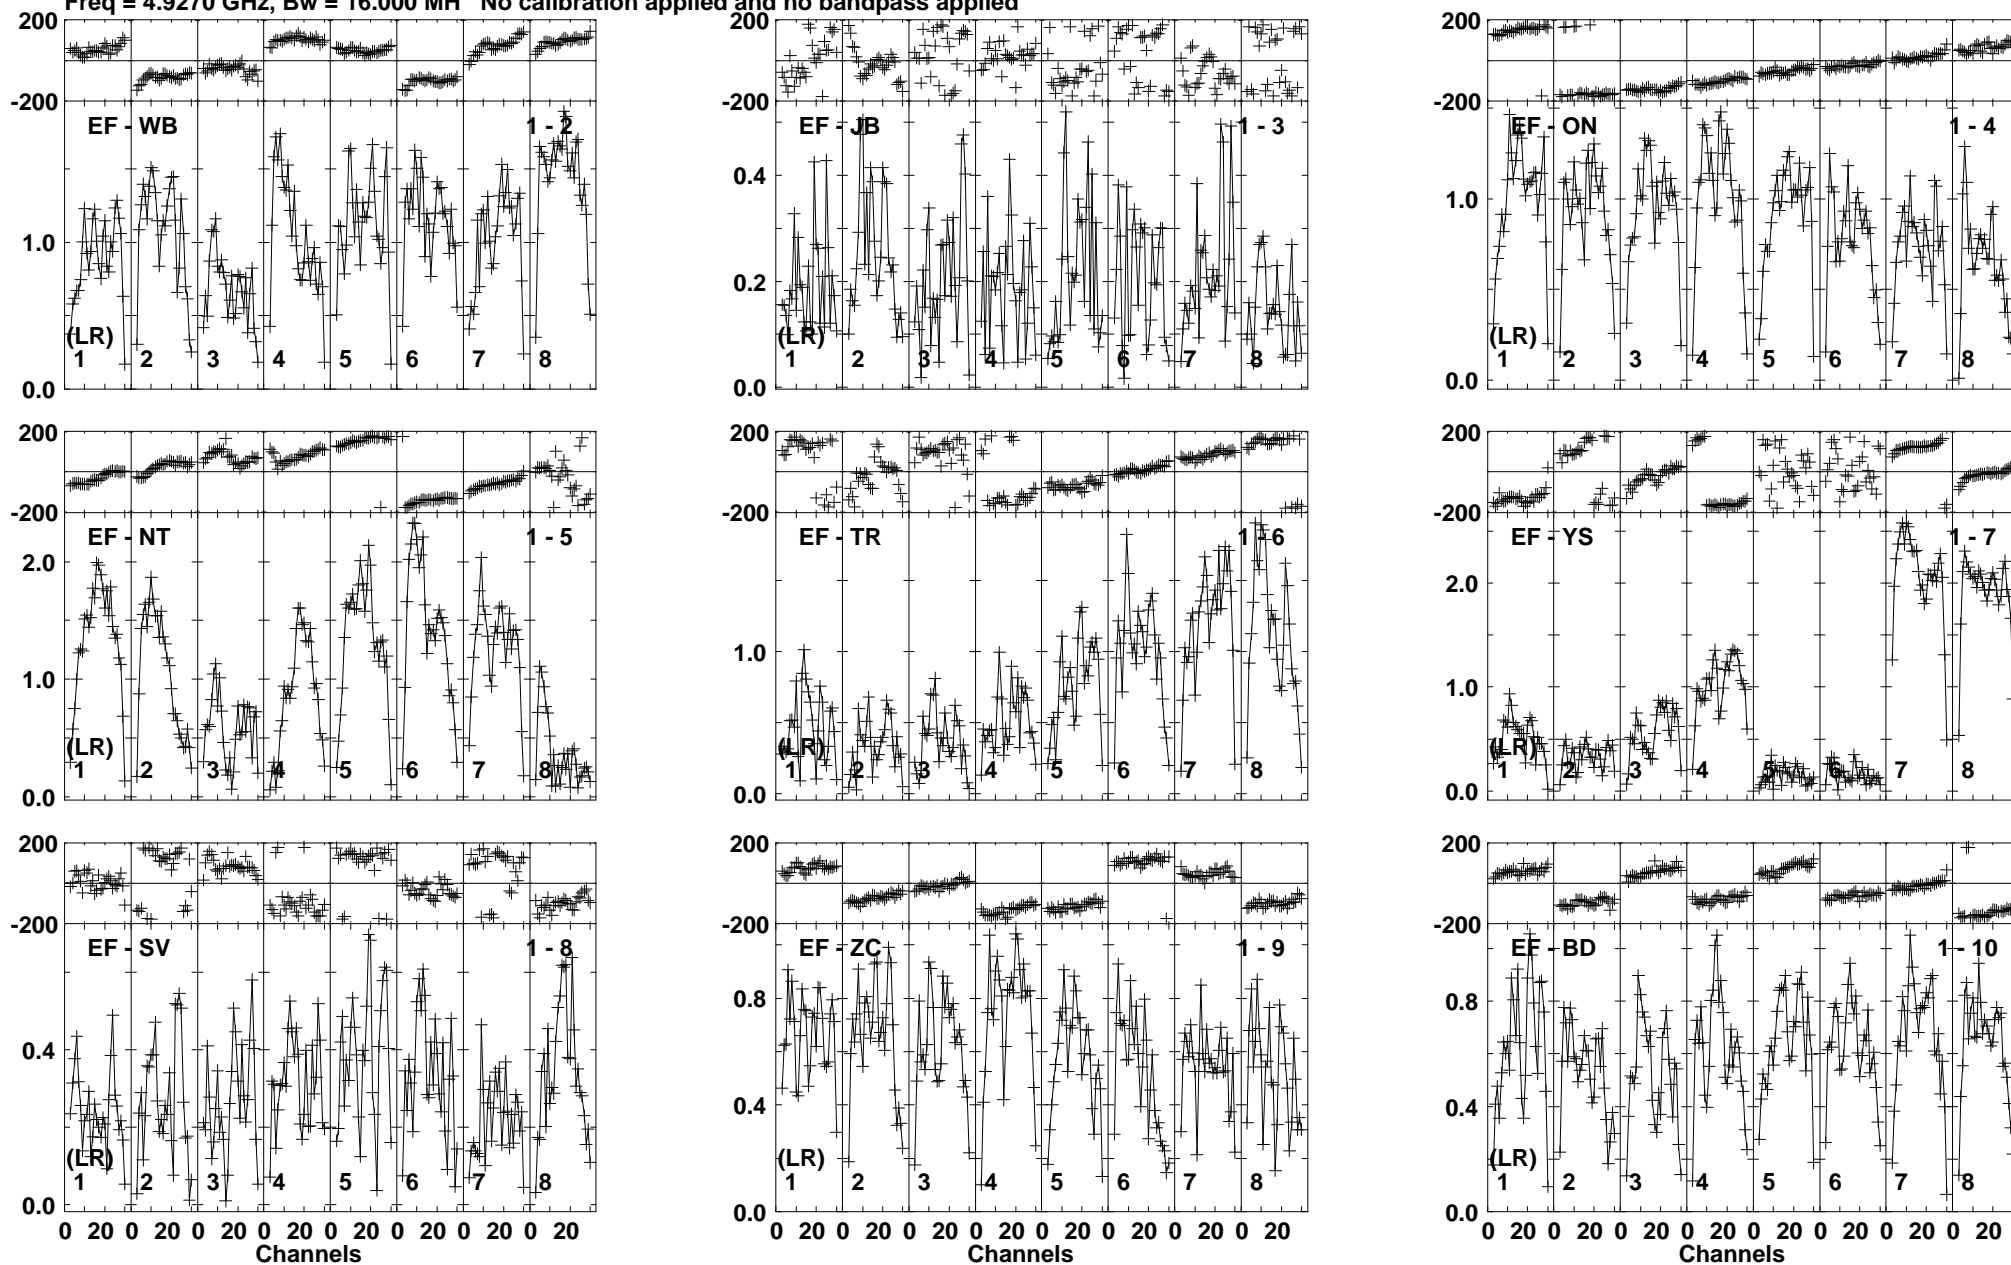 Freq = 4.9270 GHz, Bw = 16.000 MH No calibration applied and no bandpass applied
200 200 200
-200 -200 -200
EF - WB 1 - 2 EF - JB 1 - 3 EF - ON 1 - 4
1.0 0.4 1.0
0.2
(LR) (LR) (LR)
1 2 3 4 5 6 7 8 1 2 3 4 5 6 7 8 1 2 3 4 5 6 7 8
0.0 0.0 0.0
200 200 200
-200 -200 -200
EF - NT 1 - 5 EF - TR 1 - 6 EF - YS 1 - 7
2.0 1.0 2.0
1.0 1.0
(LR) (LR) (LR)
1 2 3 4 5 6 7 8 1 2 3 4 5 6 7 8 1 2 3 4 5 6 7 8
0.0 0.0 0.0
200 200 200
-200 -200 -200
EF - SV 1 - 8 EF - ZC 1 - 9 EF - BD 1 - 10
0.4 0.8 0.8
0.4 0.4
(LR) (LR) (LR)
1 2 3 4 5 6 7 8 1 2 3 4 5 6 7 8 1 2 3 4 5 6 7 8
0.0 0.0 0.0
0 20 0 20 0 20 0 20 0 20 0 20 0 20 0 20 0 20 0 20 0 20 0 20 0 20 0 20 0 20 0 20 0 20 0 20 0 20 0 20 0 20 0 20 0 20 0 20
Channels Channels Channels